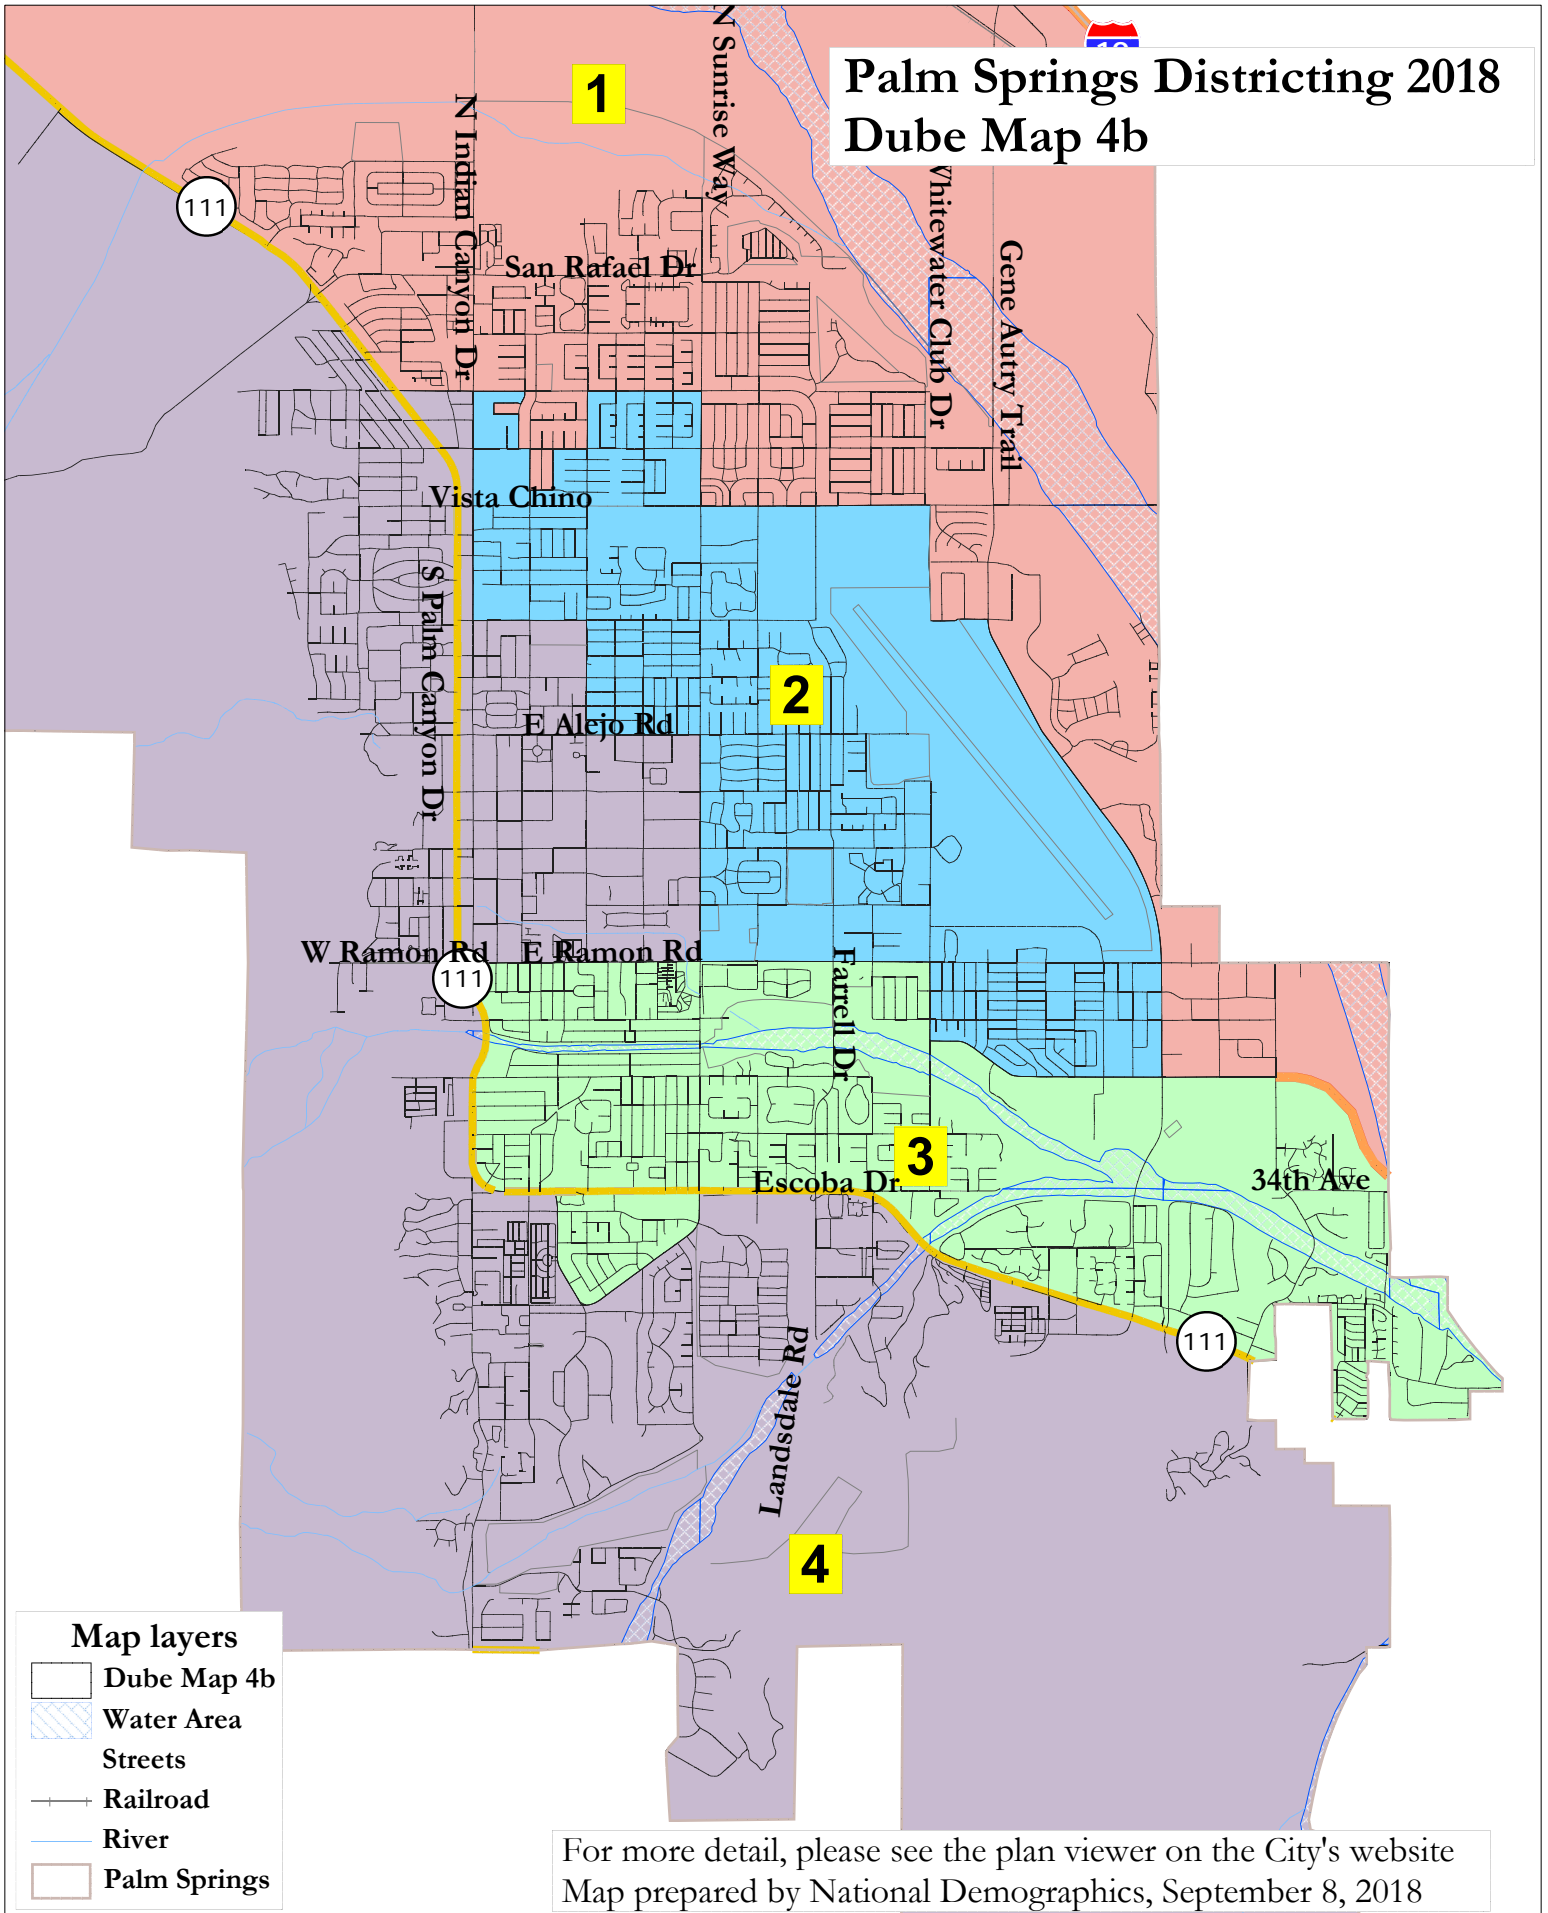 Palm Springs Districting 2018
Dube Map 4b
1
N Sunrise Way
N Indian Canyon Dr
111
San Rafael Dr
Whitewater Club Dr
Gene Autry Trail
Vista Chino
S Palm Canyon Dr
2
E Alejo Rd
W Ramon Rd
E Ramon Rd
111
Farrell Dr
3
Escoba Dr
34th Ave
111
Landsdale Rd
4
Map layers
Dube Map 4b
Water Area
Streets
Railroad
River
Palm Springs
For more detail, please see the plan viewer on the City's website
Map prepared by National Demographics, September 8, 2018